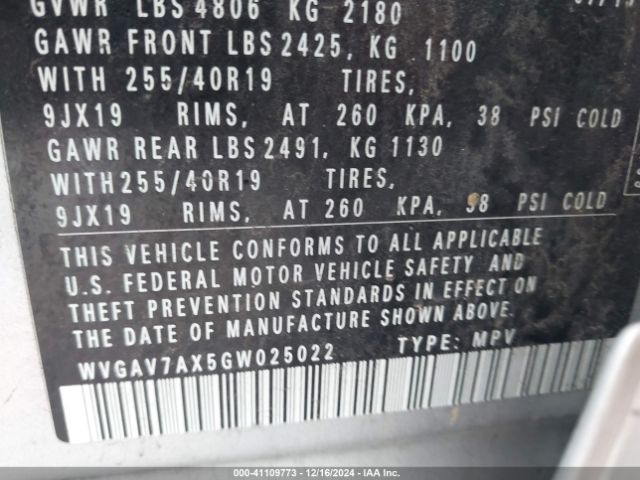 GVWR LBS 4806 KG 2180
GAWR FRONT LBS 2425, KG 1100
WITH 255/40R19 TIRES,
9JX19 RIMS, AT 260 KPA, 38 PSI COLD
GAWR REAR LBS 2491, KG 1130
WITH255/40R19 TIRES,
9JX19 RIMS, AT 260 KPA, 38 PSI COLD
THIS VEHICLE CONFORMS TO ALL APPLICABLE
U.S. FEDERAL MOTOR VEHICLE SAFETY AND
THEFT PREVENTION STANDARDS IN EFFECT ON
THE DATE OF MANUFACTURE SHOWN ABOVE.
WVGAV7AX5GW025022 TYPE: MPV
000-41109773 - 12/16/2024 - IAA Inc.